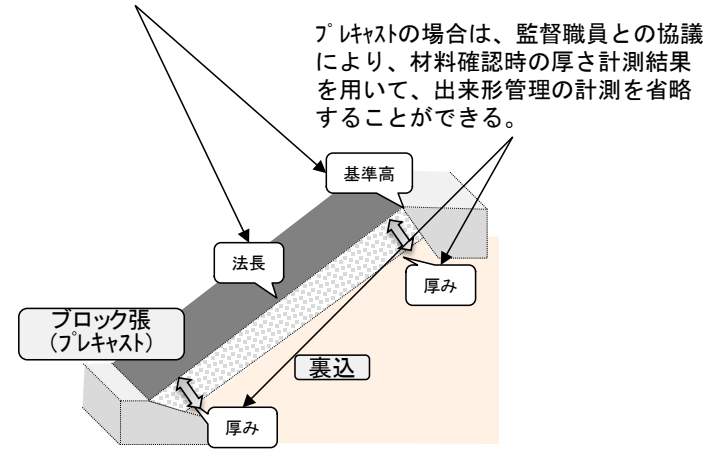 プレキャストの場合は、監督職員との協議
により、材料確認時の厚さ計測結果
を用いて、出来形管理の計測を省略
することができる。
基準高
法長
厚み
ブロック張
(プレキャスト)
裏込
厚み